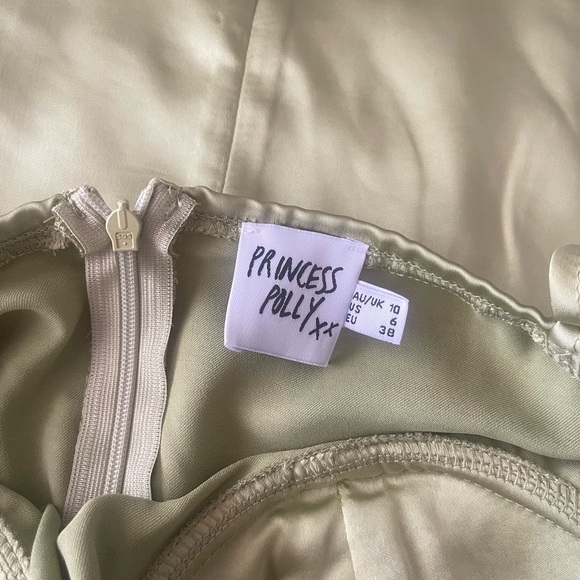 PRINCESS
POLLY xx
AU/UK 10
US 6
EU 38